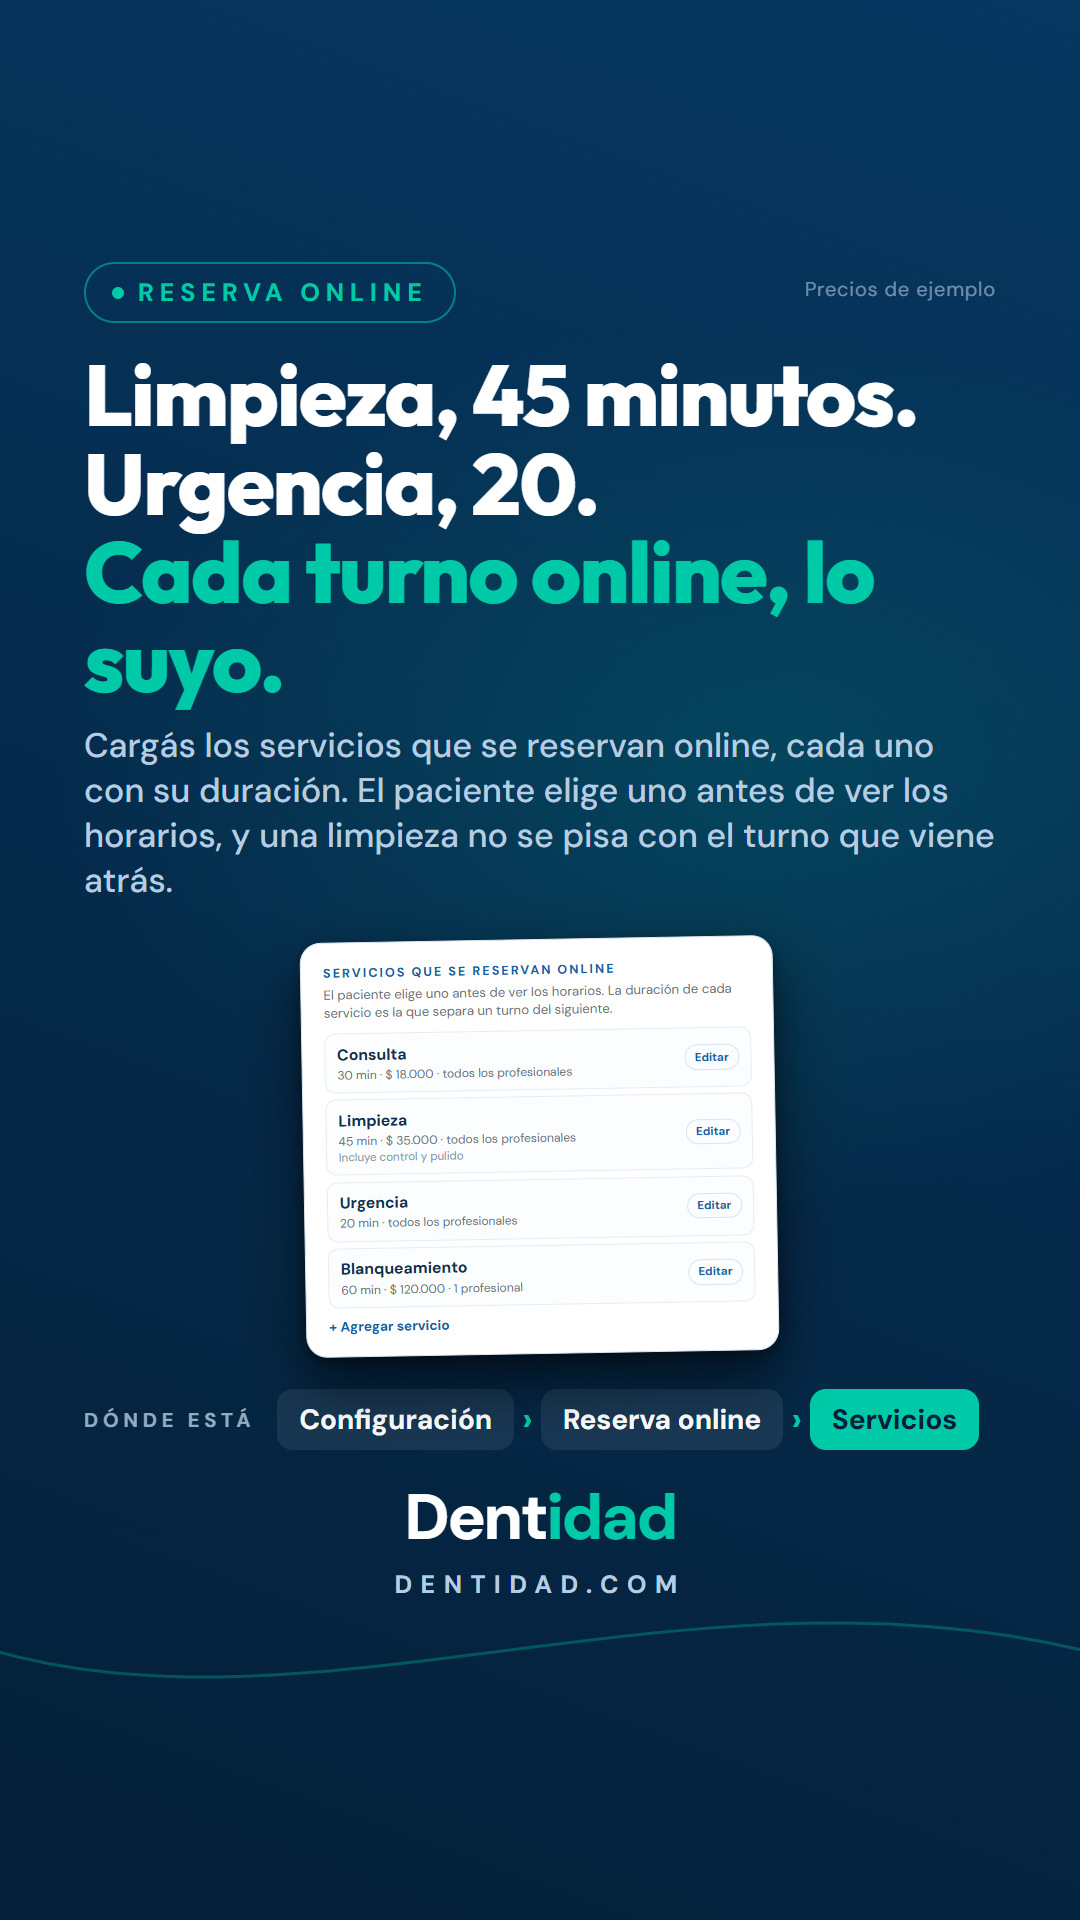 RESERVA ONLINE
Precios de ejemplo
Limpieza, 45 minutos.
Urgencia, 20.
Cada turno online, lo
suyo.
Cargás los servicios que se reservan online, cada uno
con su duración. El paciente elige uno antes de ver los
horarios, y una limpieza no se pisa con el turno que viene
atrás.
SERVICIOS QUE SE RESERVAN ONLINE
El paciente elige uno antes de ver los horarios. La duración de cada
servicio es la que separa un turno del siguiente.
Consulta
30 min · $ 18.000 · todos los profesionales
Editar
Limpieza
45 min · $ 35.000 · todos los profesionales
Incluye control y pulido
Editar
Urgencia
20 min · todos los profesionales
Editar
Blanqueamiento
60 min · $ 120.000 · 1 profesional
Editar
+ Agregar servicio
DÓNDE ESTÁ
Configuración › Reserva online › Servicios
Dentidad
DENTIDAD.COM